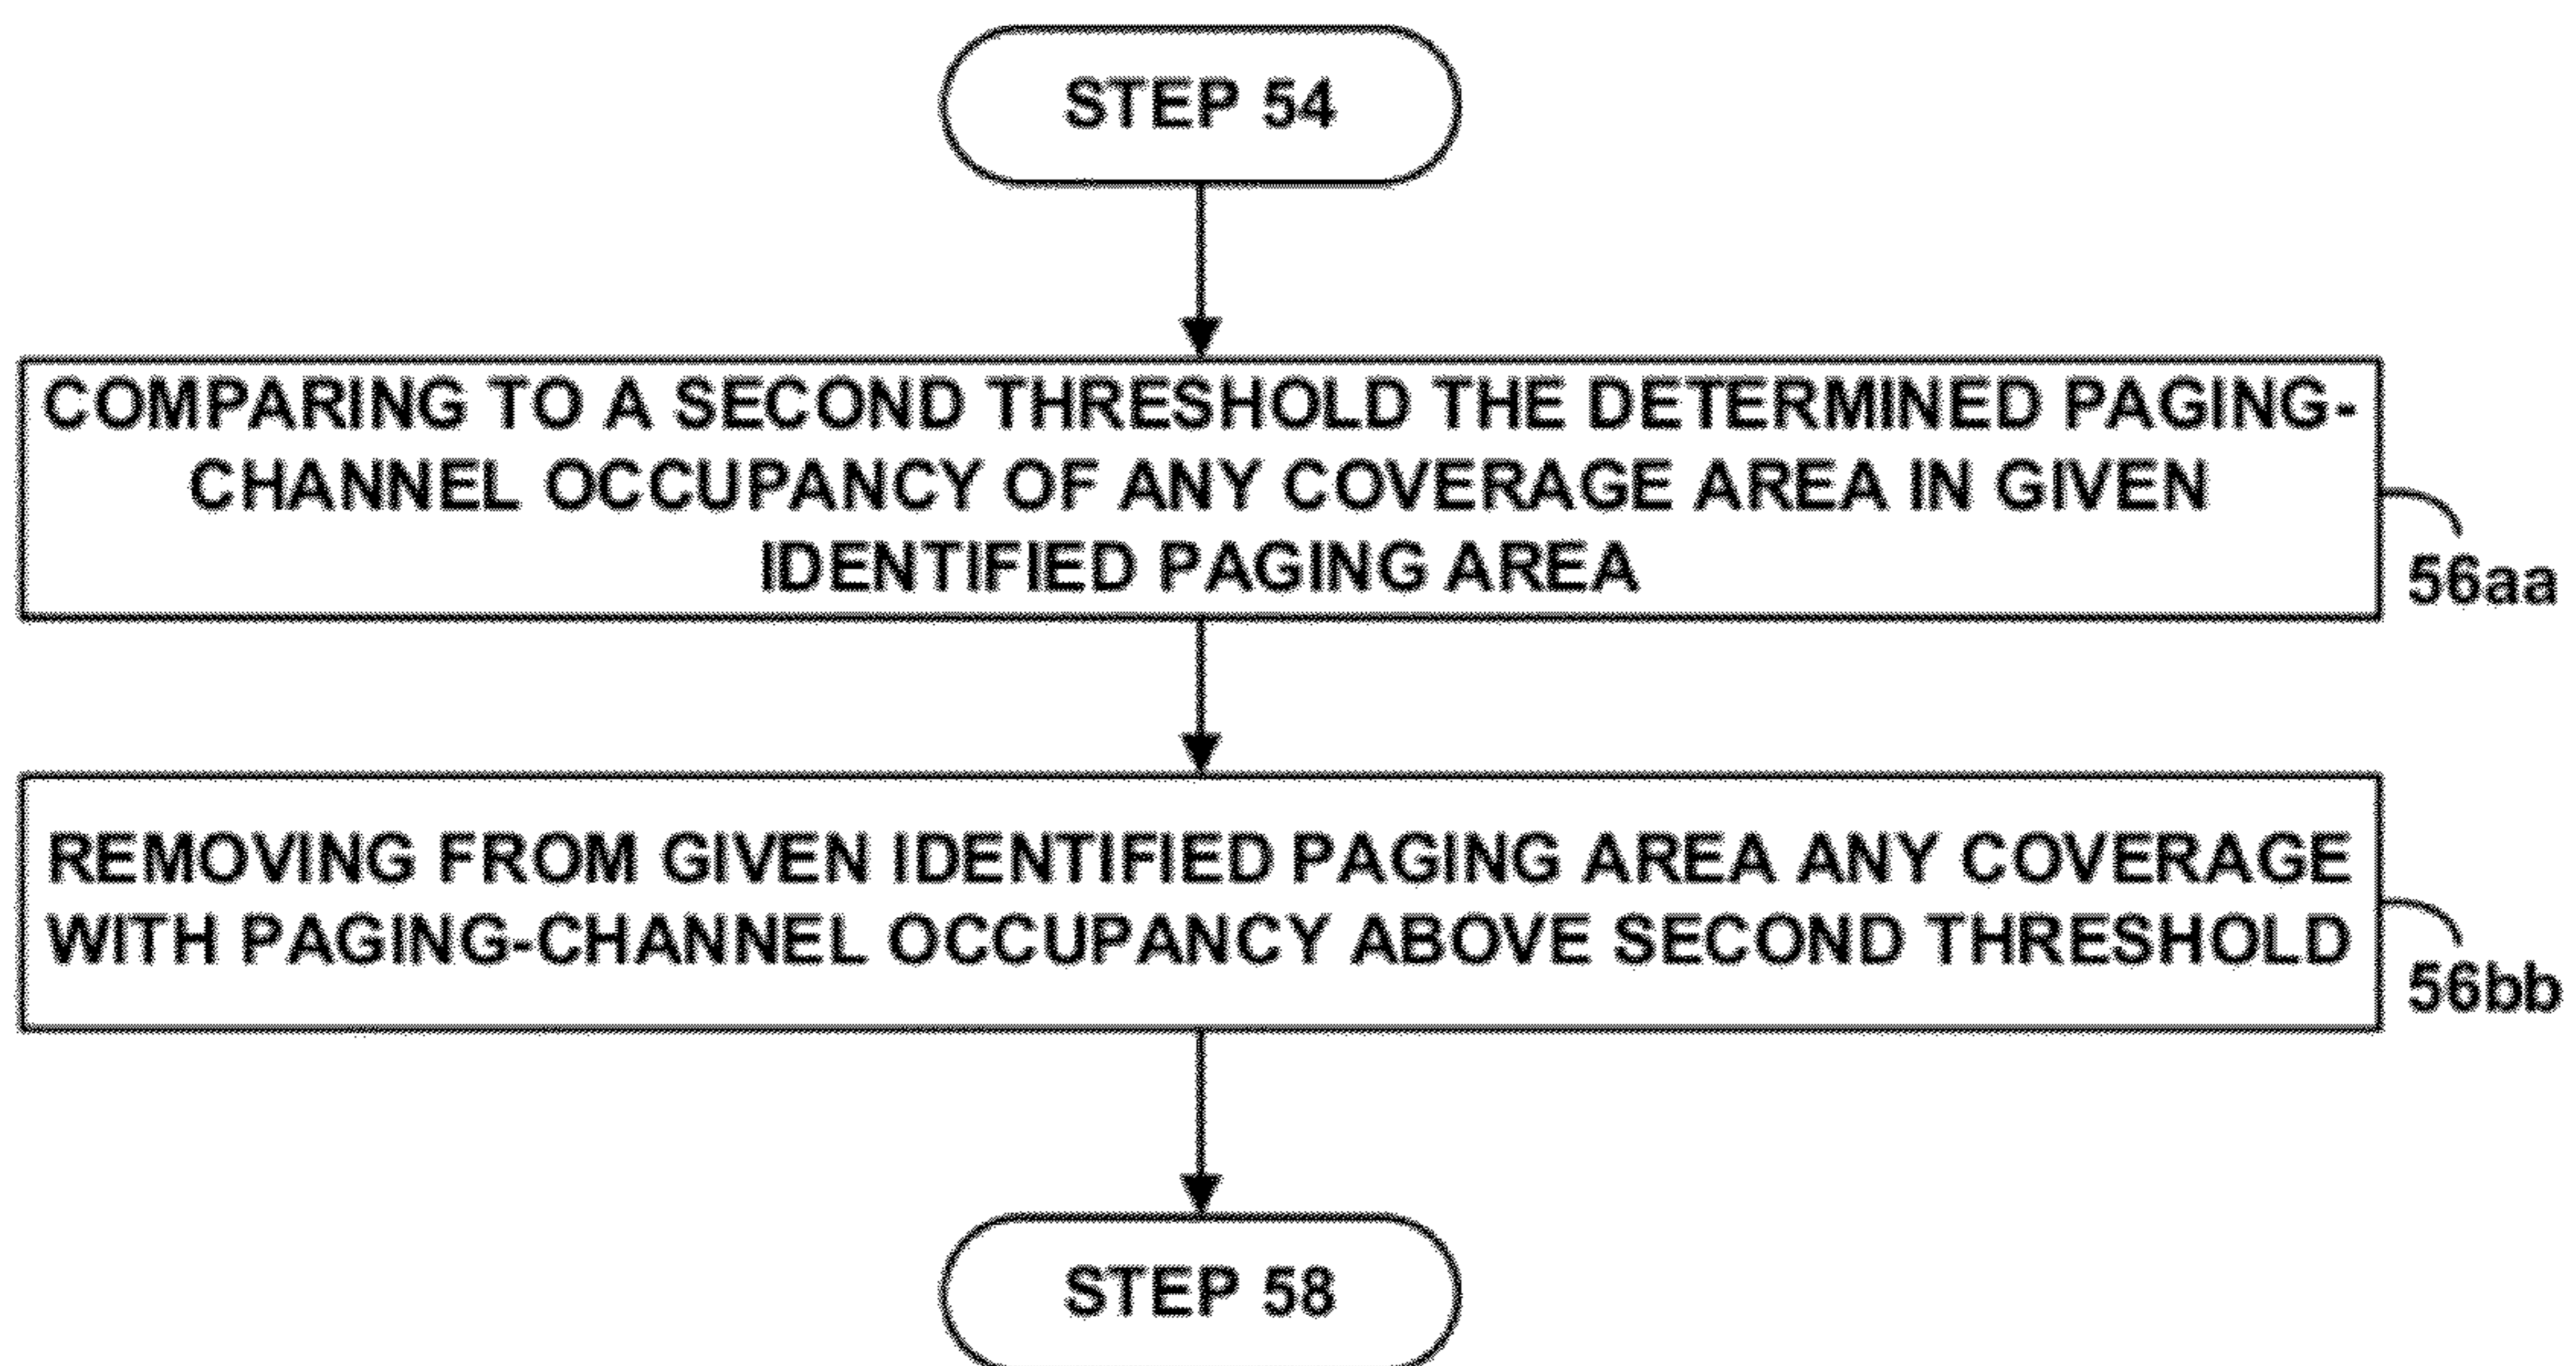 STEP 54
COMPARING TO A SECOND THRESHOLD THE DETERMINED PAGING-
CHANNEL OCCUPANCY OF ANY COVERAGE AREA IN GIVEN
IDENTIFIED PAGING AREA
56aa
REMOVING FROM GIVEN IDENTIFIED PAGING AREA ANY COVERAGE
WITH PAGING-CHANNEL OCCUPANCY ABOVE SECOND THRESHOLD
56bb
STEP 58